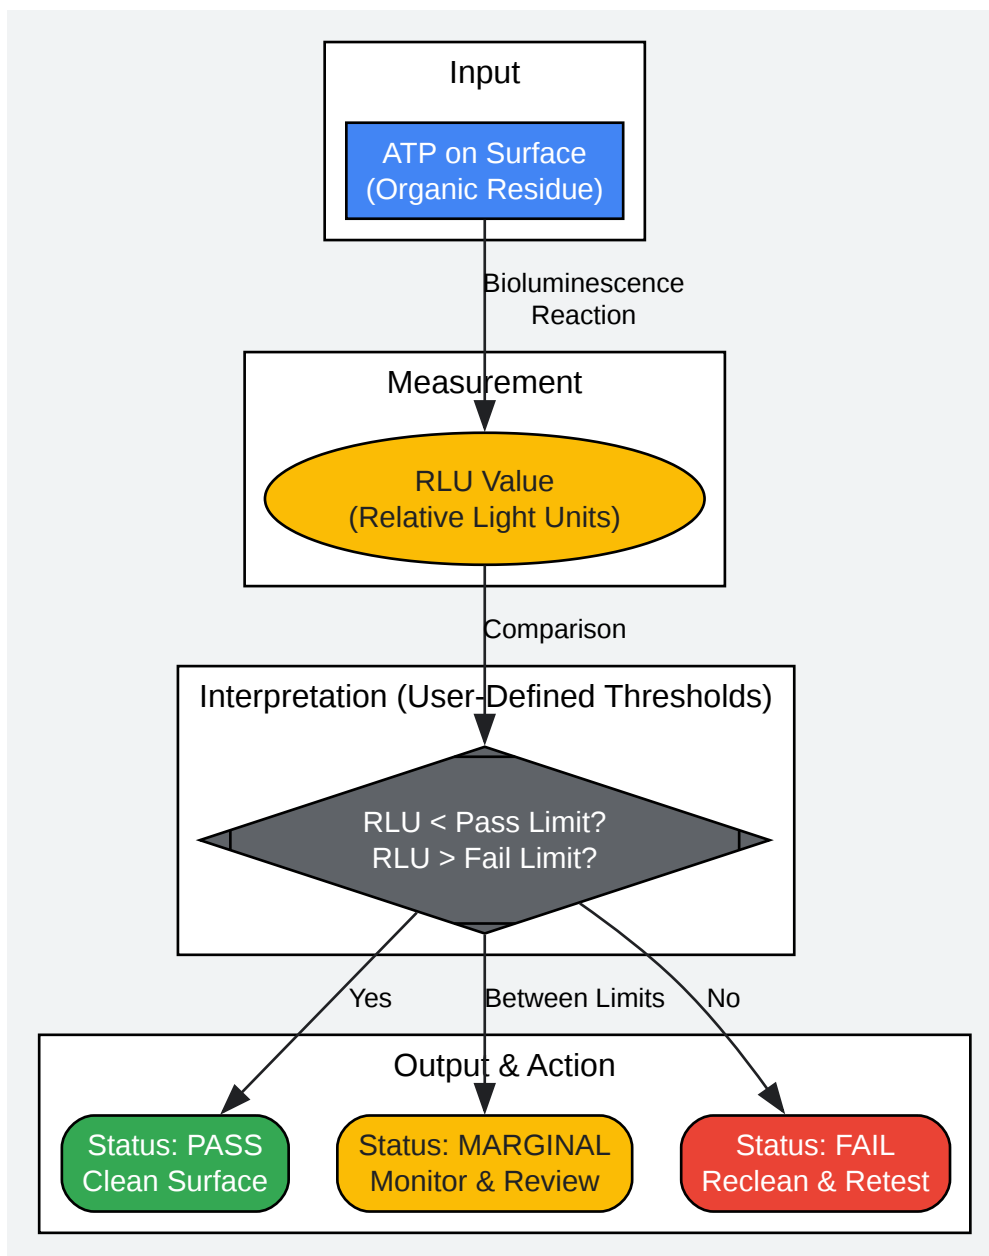 Input
ATP on Surface
(Organic Residue)
Bioluminescence
Reaction
Measurement
RLU Value
(Relative Light Units)
Comparison
Interpretation (User-Defined Thresholds)
RLU < Pass Limit?
RLU > Fail Limit?
Yes
Between Limits
No
Output & Action
Status: PASS
Clean Surface
Status: MARGINAL
Monitor & Review
Status: FAIL
Reclean & Retest